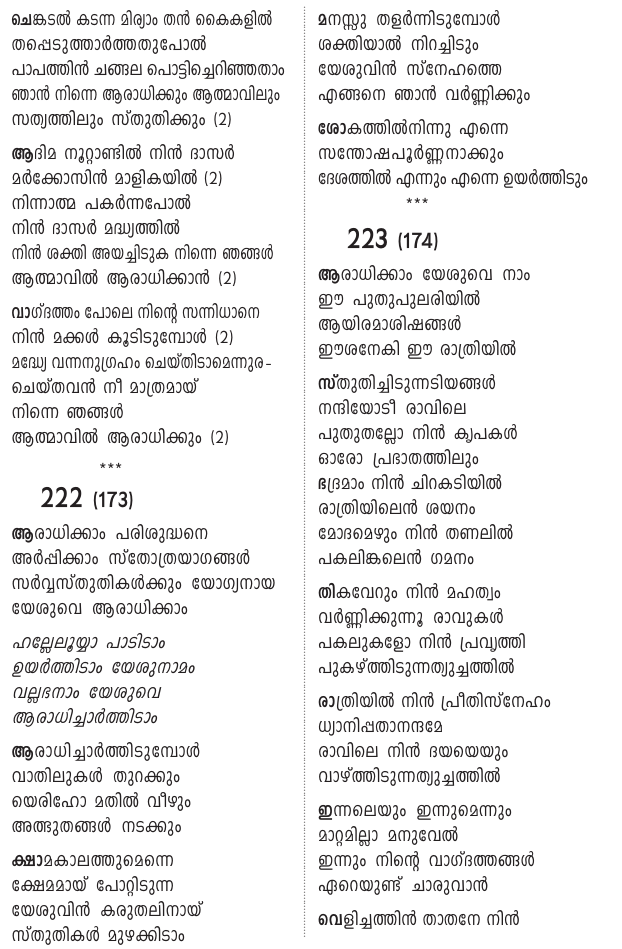 ചെങ്കടൽ കടന്ന മിര്യാം തൻ കൈകളിൽ
തപ്പെടുത്താർത്തതുപോൽ
പാപത്തിൻ ചങ്ങല പൊട്ടിച്ചെറിഞ്ഞതാം
ഞാൻ നിന്നെ ആരാധിക്കും ആത്മാവിലും
സത്യത്തിലും സ്തുതിക്കും (2)
ആദിമ നൂറ്റാണ്ടിൽ നിൻ ദാസർ
മർക്കോസിൻ മാളികയിൽ (2)
നിന്നാത്മ പകർന്നപോൽ
നിൻ ദാസർ മദ്ധ്യത്തിൽ
നിൻ ശക്തി അയച്ചിടുക നിന്നെ ഞങ്ങൾ
ആത്മാവിൽ ആരാധിക്കാൻ (2)
വാഗ്ദത്തം പോലെ നിന്റെ സന്നിധാനെ
നിൻ മക്കൾ കൂടിടുമ്പോൾ (2)
മദ്ധ്യേ വന്നനുഗ്രഹം ചെയ്തിടാമെന്നുര-
ചെയ്തവൻ നീ മാത്രമായ്
നിന്നെ ഞങ്ങൾ
ആത്മാവിൽ ആരാധിക്കും (2)
***
222 (173)
ആരാധിക്കാം പരിശുദ്ധനെ
അർപ്പിക്കാം സ്തോത്രയാഗങ്ങൾ
സർവ്വസ്തുതികൾക്കും യോഗ്യനായ
യേശുവെ ആരാധിക്കാം
ഹല്ലേലൂയ്യാ പാടിടാം
ഉയർത്തിടാം യേശുനാമം
വല്ലഭനാം യേശുവെ
ആരാധിച്ചാർത്തിടാം
ആരാധിച്ചാർത്തിടുമ്പോൾ
വാതിലുകൾ തുറക്കും
യെരിഹോ മതിൽ വീഴും
അത്ഭുതങ്ങൾ നടക്കും
ക്ഷാമകാലത്തുമെന്നെ
ക്ഷേമമായ് പോറ്റിടുന്ന
യേശുവിൻ കരുതലിനായ്
സ്തുതികൾ മുഴക്കിടാം
മനസ്സു തളർന്നിടുമ്പോൾ
ശക്തിയാൽ നിറച്ചിടും
യേശുവിൻ സ്നേഹത്തെ
എങ്ങനെ ഞാൻ വർണ്ണിക്കും
ശോകത്തിൽനിന്നു എന്നെ
സന്തോഷപൂർണ്ണനാക്കും
ദേശത്തിൽ എന്നും എന്നെ ഉയർത്തിടും
***
223 (174)
ആരാധിക്കാം യേശുവെ നാം
ഈ പുതുപുലരിയിൽ
ആയിരമാശിഷങ്ങൾ
ഈശനേകി ഈ രാത്രിയിൽ
സ്തുതിച്ചിടുന്നടിയങ്ങൾ
നന്ദിയോടീ രാവിലെ
പുതുതല്ലോ നിൻ കൃപകൾ
ഓരോ പ്രഭാതത്തിലും
ഭദ്രമാം നിൻ ചിറകടിയിൽ
രാത്രിയിലെൻ ശയനം
മോദമെഴും നിൻ തണലിൽ
പകലിങ്കലെൻ ഗമനം
തികവേറും നിൻ മഹത്വം
വർണ്ണിക്കുന്നൂ രാവുകൾ
പകലുകളോ നിൻ പ്രവൃത്തി
പുകഴ്ത്തിടുന്നത്യുച്ചത്തിൽ
രാത്രിയിൽ നിൻ പ്രീതിസ്നേഹം
ധ്യാനിപ്പതാനന്ദമേ
രാവിലെ നിൻ ദയയെയും
വാഴ്ത്തിടുന്നത്യുച്ചത്തിൽ
ഇന്നലെയും ഇന്നുമെന്നും
മാറ്റമില്ലാ മനുവേൽ
ഇന്നും നിന്റെ വാഗ്ദത്തങ്ങൾ
ഏറെയുണ്ട് ചാരുവാൻ
വെളിച്ചത്തിൻ താതനേ നിൻ